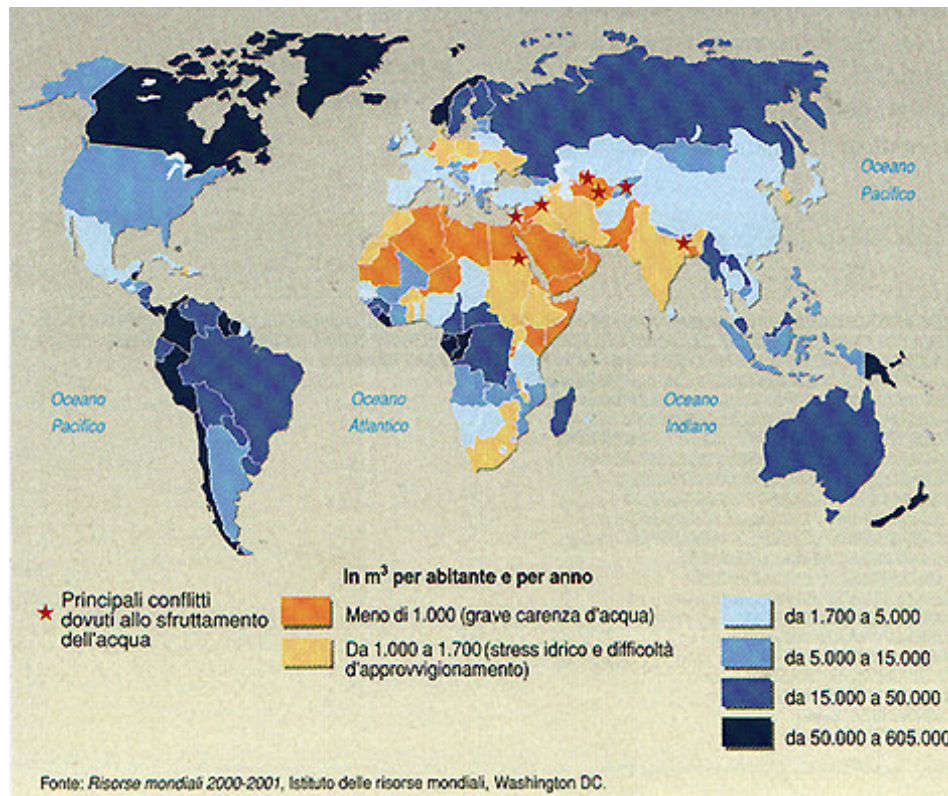 Oceano
Pacifico
Oceano
Pacifico
Oceano
Atlantico
Oceano
Indiano
In m³ per abitante e per anno
Principali conflitti
dovuti allo sfruttamento
dell'acqua
Meno di 1.000 (grave carenza d'acqua)
Da 1.000 a 1.700 (stress idrico e difficoltà
d'approvvigionamento)
da 1.700 a 5.000
da 5.000 a 15.000
da 15.000 a 50.000
da 50.000 a 605.000
Fonte: Risorse mondiali 2000-2001, Istituto delle risorse mondiali, Washington DC.